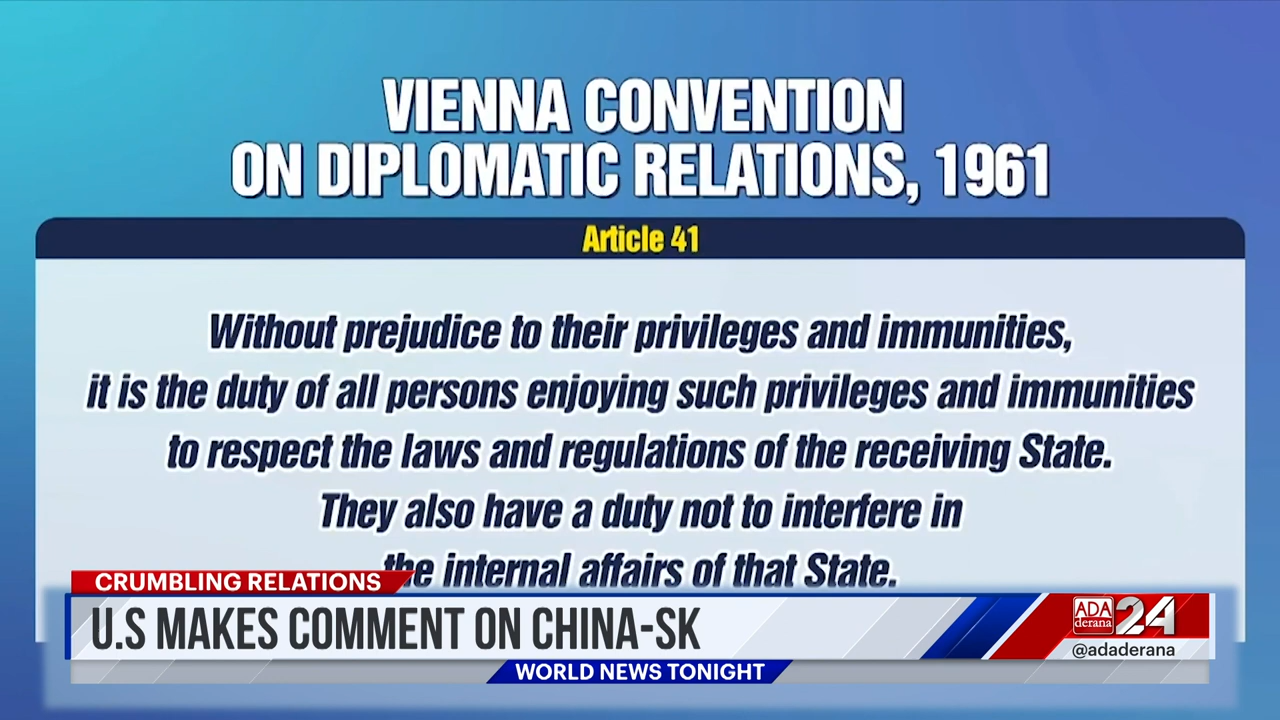 VIENNA CONVENTION
ON DIPLOMATIC RELATIONS, 1961
Article 41
Without prejudice to their privileges and immunities,
it is the duty of all persons enjoying such privileges and immunities
to respect the laws and regulations of the receiving State.
They also have a duty not to interfere in
the internal affairs of that State.
CRUMBLING RELATIONS
U.S MAKES COMMENT ON CHINA-SK
ADA
derana
24
@adaderana
WORLD NEWS TONIGHT